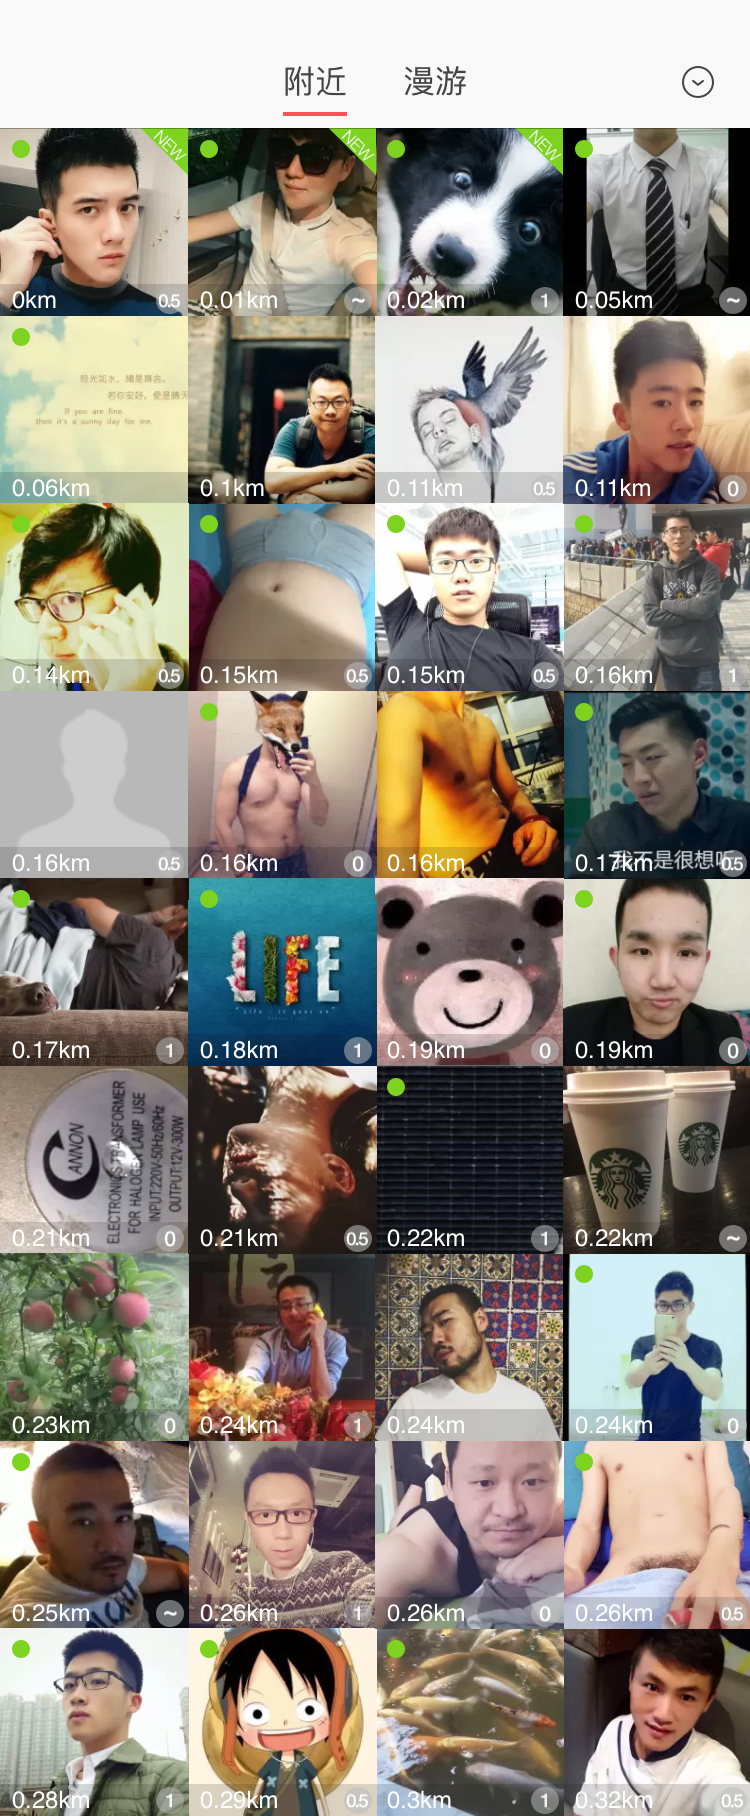 附近 漫游
NEW
NEW
NEW
0km 0.5
0.01km ~
0.02km 1
0.05km ~
時光如水，總是無言。
若你安好，便是晴天
If you are fine,
then it's a sunny day for me.
0.06km
0.1km
0.11km 0.5
0.11km 0
0.14km 0.5
0.15km 0.5
0.15km 0.5
0.16km 1
0.16km 0.5
0.16km 0
0.16km
我不是很想
0.17km 0.5
0.17km 1
LIFE
"Life - it goes on"
0.18km 1
0.19km 0
0.19km 0
CANNON
ELECTRONICS TRANSFORMER
FOR HALOGEN LAMP USE
INPUT:220V-50Hz/60Hz
OUTPUT:12V-300W
0.21km 0
0.21km 0.5
0.22km 1
0.22km ~
0.23km 0
0.24km 1
0.24km
0.24km 0
0.25km ~
0.26km 1
0.26km 0
0.26km 0.5
0.28km 1
0.29km 0.5
0.3km 1
0.32km 0.5